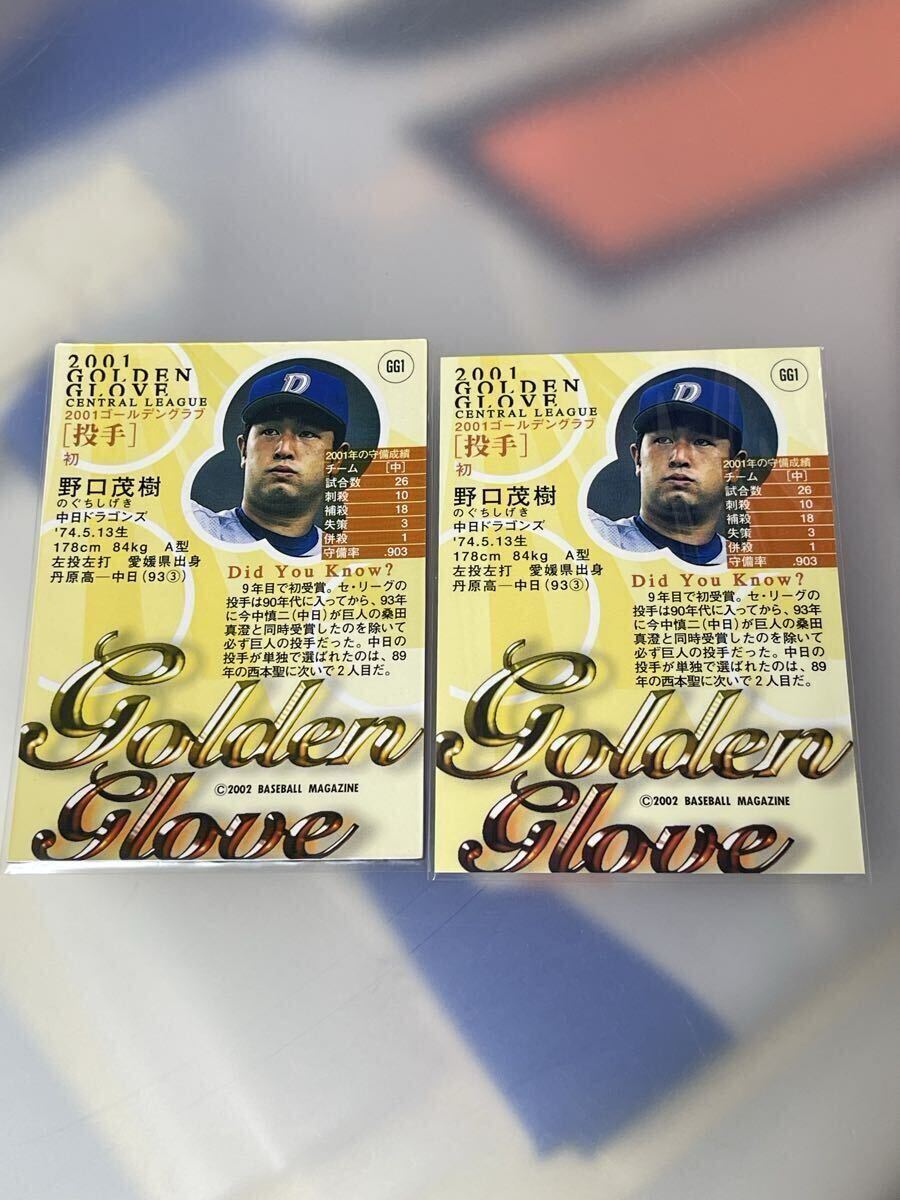 2001
GOLDEN
GLOVE
CENTRAL LEAGUE
2001ゴールデングラブ
[投手]
初
野口茂樹
のぐちしげき
中日ドラゴンズ
'74.5.13生
178cm 84kg A型
左投左打 愛媛県出身
丹原高―中日(93③)
GG1
D
2001年の守備成績
チーム [中]
試合数 26
刺殺 10
補殺 18
失策 3
併殺 1
守備率 .903
Did You Know?
9年目で初受賞。セ・リーグの
投手は90年代に入ってから、93年
に今中慎二(中日)が巨人の桑田
真澄と同時受賞したのを除いて
必ず巨人の投手だった。中日の
投手が単独で選ばれたのは、89
年の西本聖に次いで2人目だ。
Golden
Glove
©2002 BASEBALL MAGAZINE
2001
GOLDEN
GLOVE
CENTRAL LEAGUE
2001ゴールデングラブ
[投手]
初
野口茂樹
のぐちしげき
中日ドラゴンズ
'74.5.13生
178cm 84kg A型
左投左打 愛媛県出身
丹原高―中日(93③)
GG1
D
2001年の守備成績
チーム [中]
試合数 26
刺殺 10
補殺 18
失策 3
併殺 1
守備率 .903
Did You Know?
9年目で初受賞。セ・リーグの
投手は90年代に入ってから、93年
に今中慎二(中日)が巨人の桑田
真澄と同時受賞したのを除いて
必ず巨人の投手だった。中日の
投手が単独で選ばれたのは、89
年の西本聖に次いで2人目だ。
Golden
Glove
©2002 BASEBALL MAGAZINE